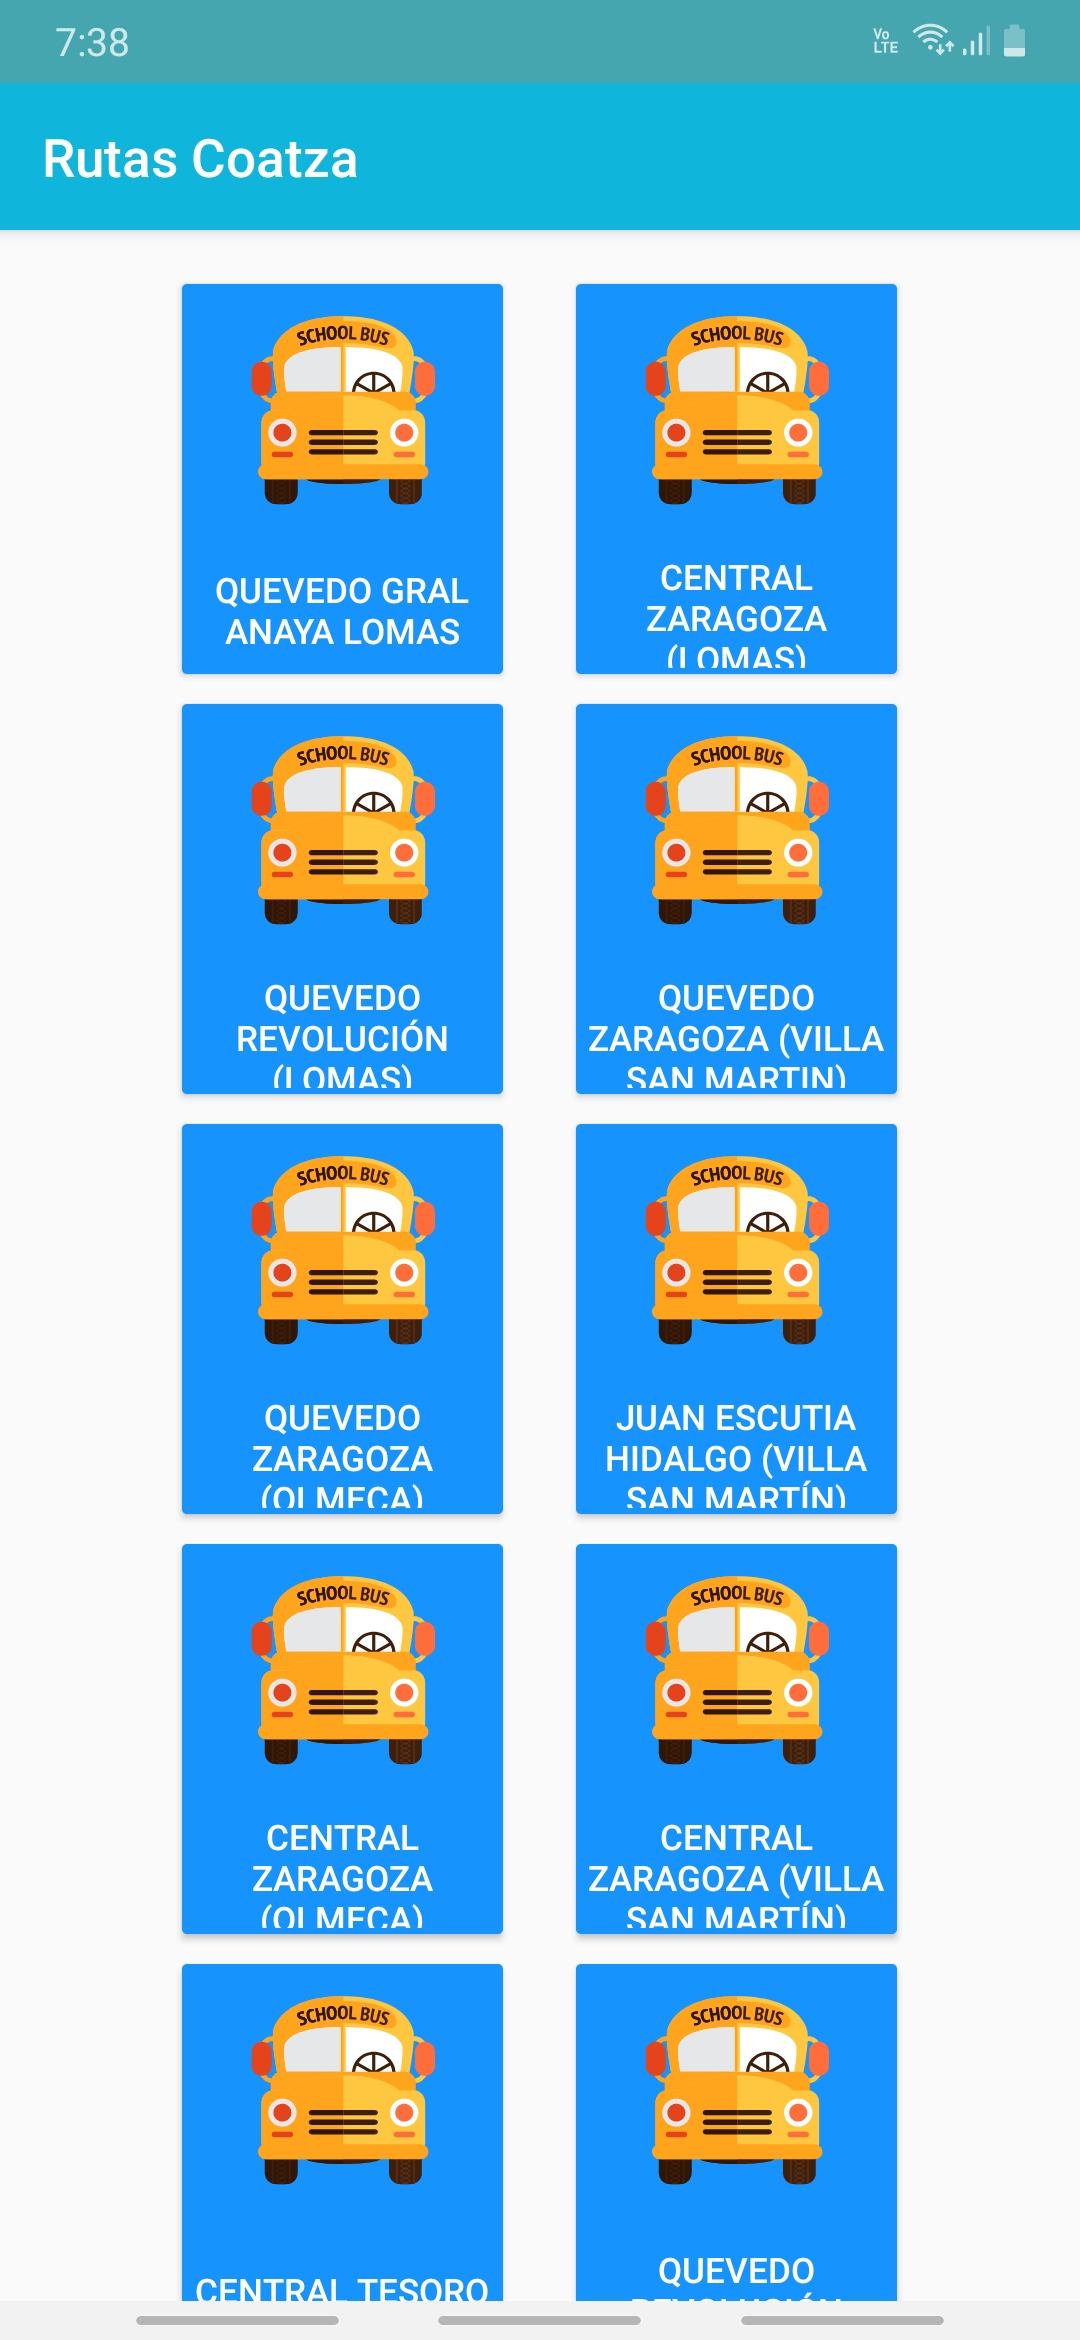 7:38
Vo
LTE
Rutas Coatza
SCHOOL BUS
SCHOOL BUS
QUEVEDO GRAL
ANAYA LOMAS
CENTRAL
ZARAGOZA
(LOMAS)
SCHOOL BUS
SCHOOL BUS
QUEVEDO
REVOLUCIÓN
(LOMAS)
QUEVEDO
ZARAGOZA (VILLA
SAN MARTIN)
SCHOOL BUS
SCHOOL BUS
QUEVEDO
ZARAGOZA
(OLMECA)
JUAN ESCUTIA
HIDALGO (VILLA
SAN MARTÍN)
SCHOOL BUS
SCHOOL BUS
CENTRAL
ZARAGOZA
(OLMECA)
CENTRAL
ZARAGOZA (VILLA
SAN MARTÍN)
SCHOOL BUS
SCHOOL BUS
CENTRAL TESORO
QUEVEDO
REVOLUCIÓN